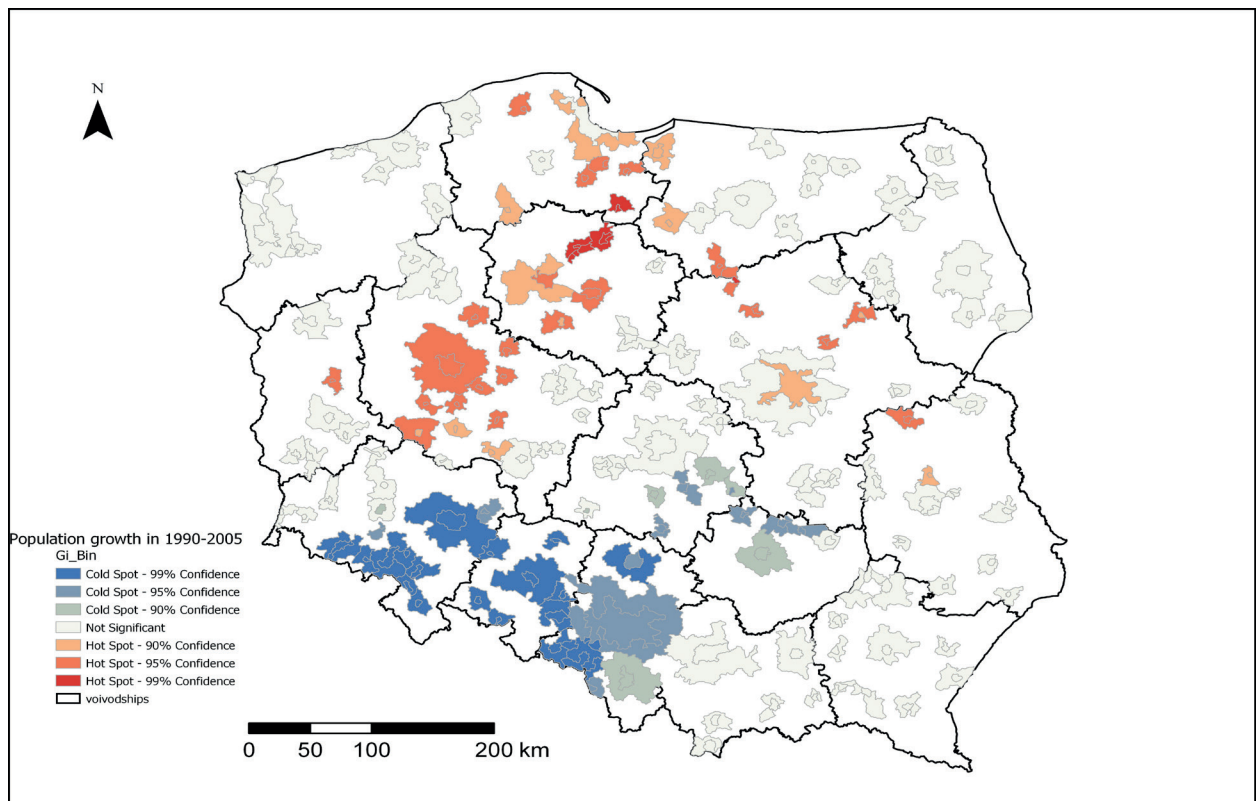 N
Population growth in 1990-2005
Gi_Bin
Cold Spot - 99% Confidence
Cold Spot - 95% Confidence
Cold Spot - 90% Confidence
Not Significant
Hot Spot - 90% Confidence
Hot Spot - 95% Confidence
Hot Spot - 99% Confidence
voivodships
0 50 100 200 km